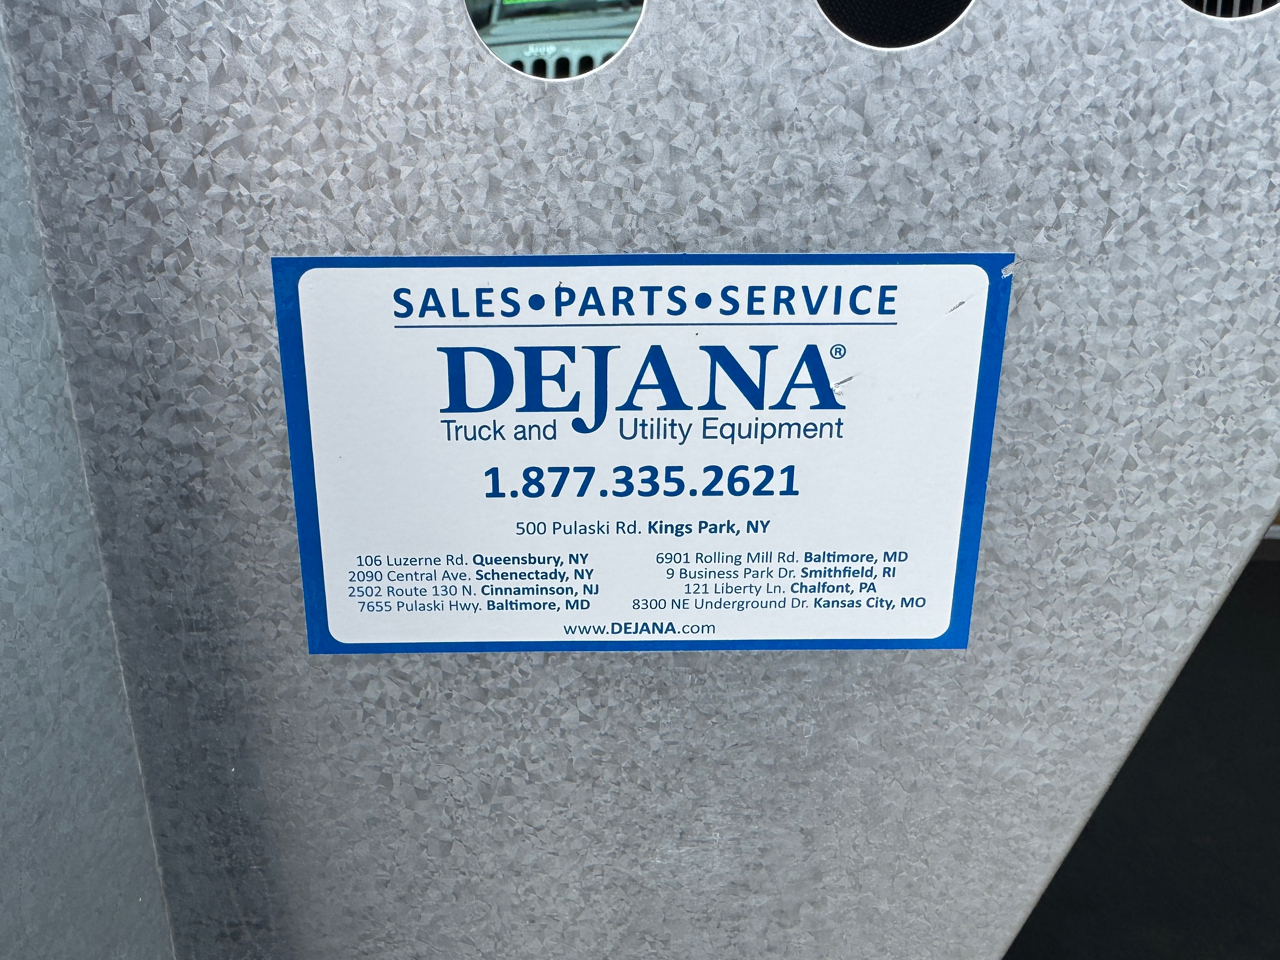 Jeep
SALES•PARTS•SERVICE
DEJANA®
Truck and Utility Equipment
1.877.335.2621
500 Pulaski Rd. Kings Park, NY
106 Luzerne Rd. Queensbury, NY
2090 Central Ave. Schenectady, NY
2502 Route 130 N. Cinnaminson, NJ
7655 Pulaski Hwy. Baltimore, MD
6901 Rolling Mill Rd. Baltimore, MD
9 Business Park Dr. Smithfield, RI
121 Liberty Ln. Chalfont, PA
8300 NE Underground Dr. Kansas City, MO
www.DEJANA.com